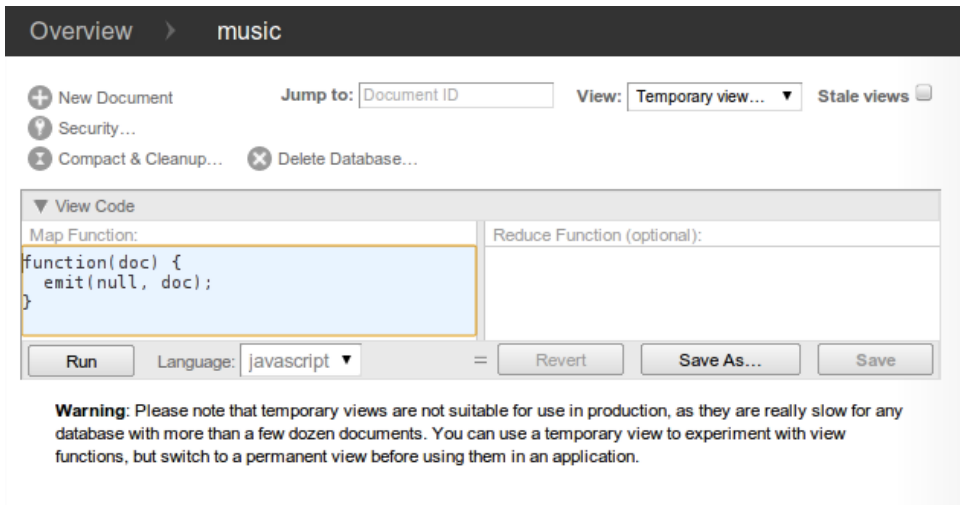 Overview music
New Document Jump to: Document ID View: Temporary view... ▼ Stale views
Security...
Compact & Cleanup... Delete Database...
▼ View Code
Map Function: Reduce Function (optional):
function(doc) {
  emit(null, doc);
}
Run Language: javascript ▼ = Revert Save As... Save
Warning: Please note that temporary views are not suitable for use in production, as they are really slow for any
database with more than a few dozen documents. You can use a temporary view to experiment with view
functions, but switch to a permanent view before using them in an application.